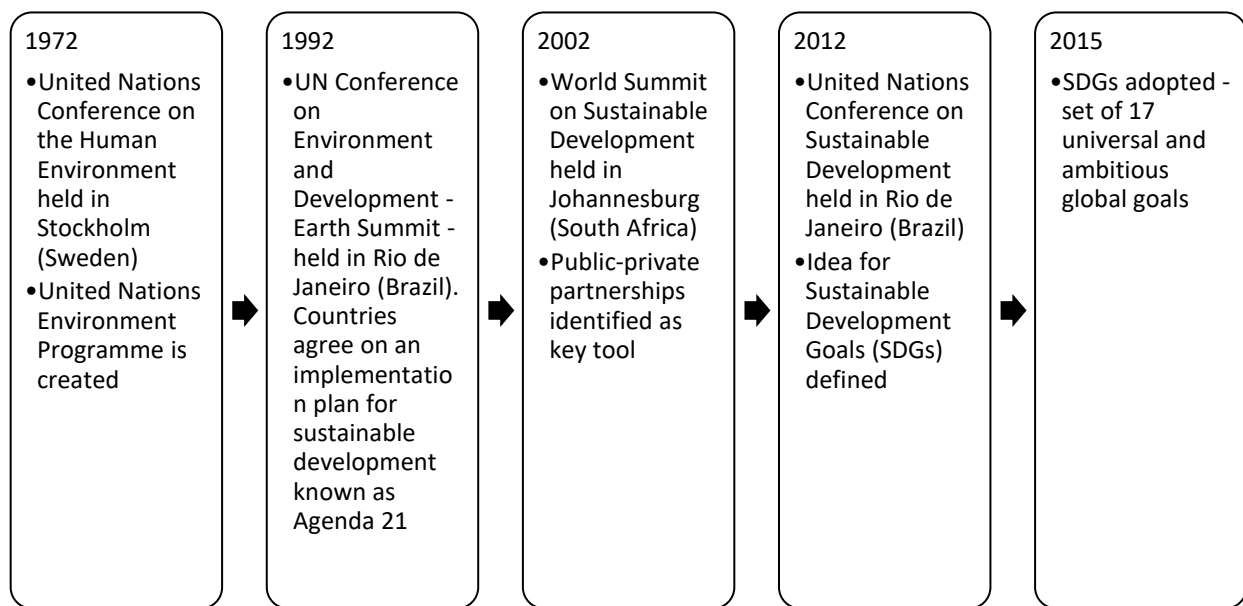 1972
•United Nations
Conference on
the Human
Environment
held in
Stockholm
(Sweden)
•United Nations
Environment
Programme is
created
1992
•UN Conference
on
Environment
and
Development -
Earth Summit -
held in Rio de
Janeiro (Brazil).
Countries
agree on an
implementatio
n plan for
sustainable
development
known as
Agenda 21
2002
•World Summit
on Sustainable
Development
held in
Johannesburg
(South Africa)
•Public-private
partnerships
identified as
key tool
2012
•United Nations
Conference on
Sustainable
Development
held in Rio de
Janeiro (Brazil)
•Idea for
Sustainable
Development
Goals (SDGs)
defined
2015
•SDGs adopted -
set of 17
universal and
ambitious
global goals